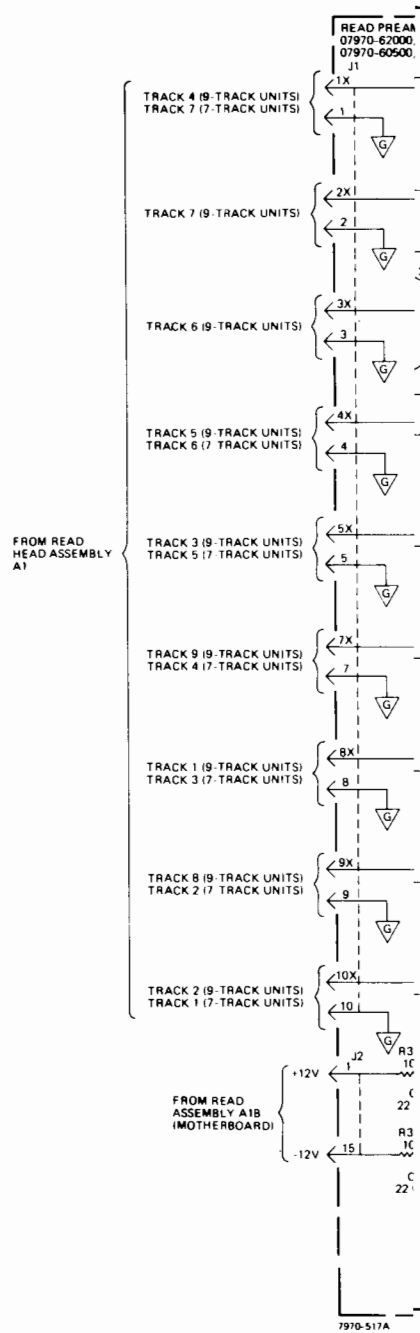 READ PREAM
07970-62000,
07970-60500,
J1
TRACK 4 (9-TRACK UNITS)
TRACK 7 (7-TRACK UNITS)
1X
1
G
TRACK 7 (9-TRACK UNITS)
2X
2
G
TRACK 6 (9-TRACK UNITS)
3X
3
G
TRACK 5 (9-TRACK UNITS)
TRACK 6 (7 TRACK UNITS)
4X
4
G
FROM READ
HEAD ASSEMBLY
A1
TRACK 3 (9-TRACK UNITS)
TRACK 5 (7-TRACK UNITS)
5X
5
G
TRACK 9 (9-TRACK UNITS)
TRACK 4 (7-TRACK UNITS)
7X
7
G
TRACK 1 (9-TRACK UNITS)
TRACK 3 (7-TRACK UNITS)
8X
8
G
TRACK 8 (9-TRACK UNITS)
TRACK 2 (7 TRACK UNITS)
9X
9
G
TRACK 2 (9-TRACK UNITS)
TRACK 1 (7-TRACK UNITS)
10X
10
G
FROM READ
ASSEMBLY A1B
(MOTHERBOARD)
J2
+12V
1
R3
10
C
22
-12V
15
R3
10
C
22
7970-517A